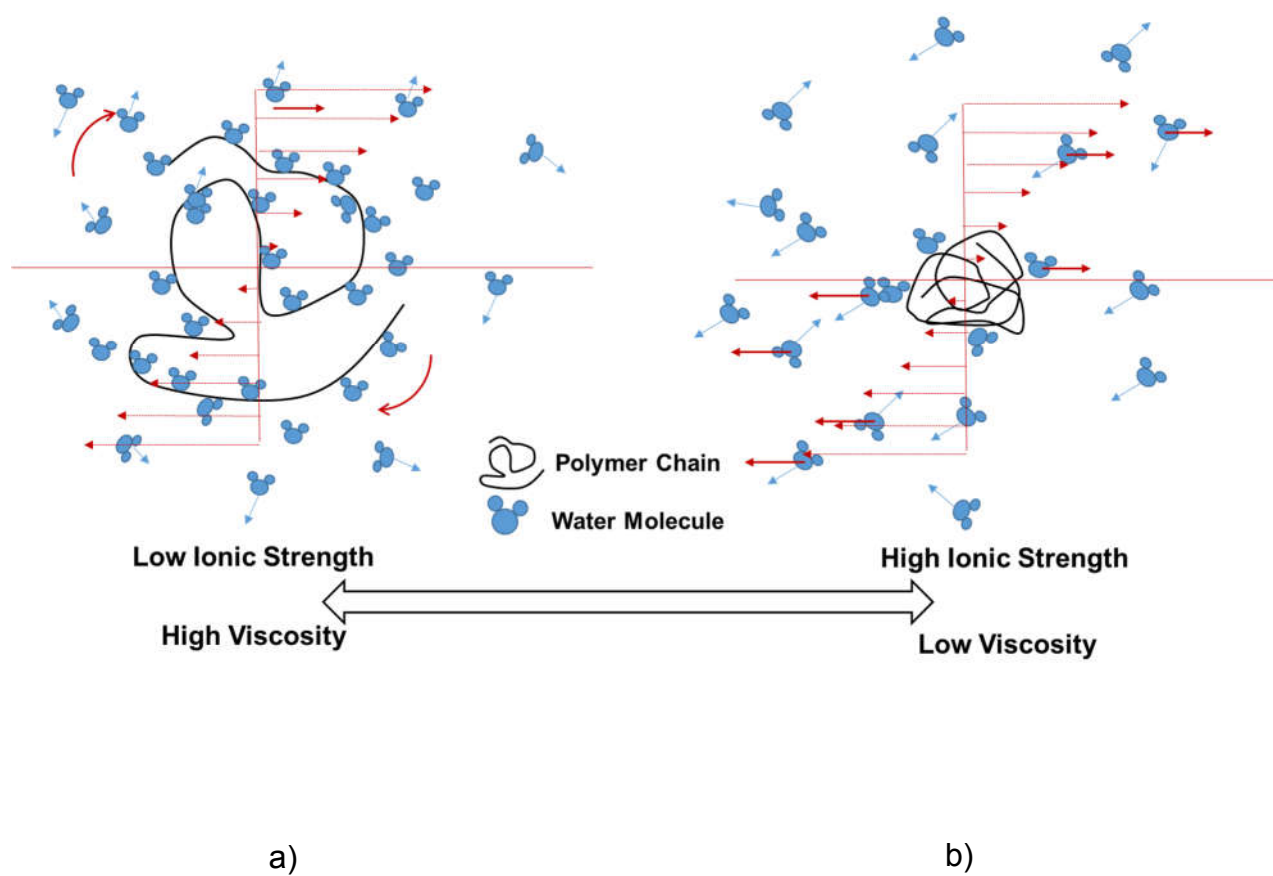 Polymer Chain
Water Molecule
Low Ionic Strength
High Ionic Strength
High Viscosity
Low Viscosity
a)
b)